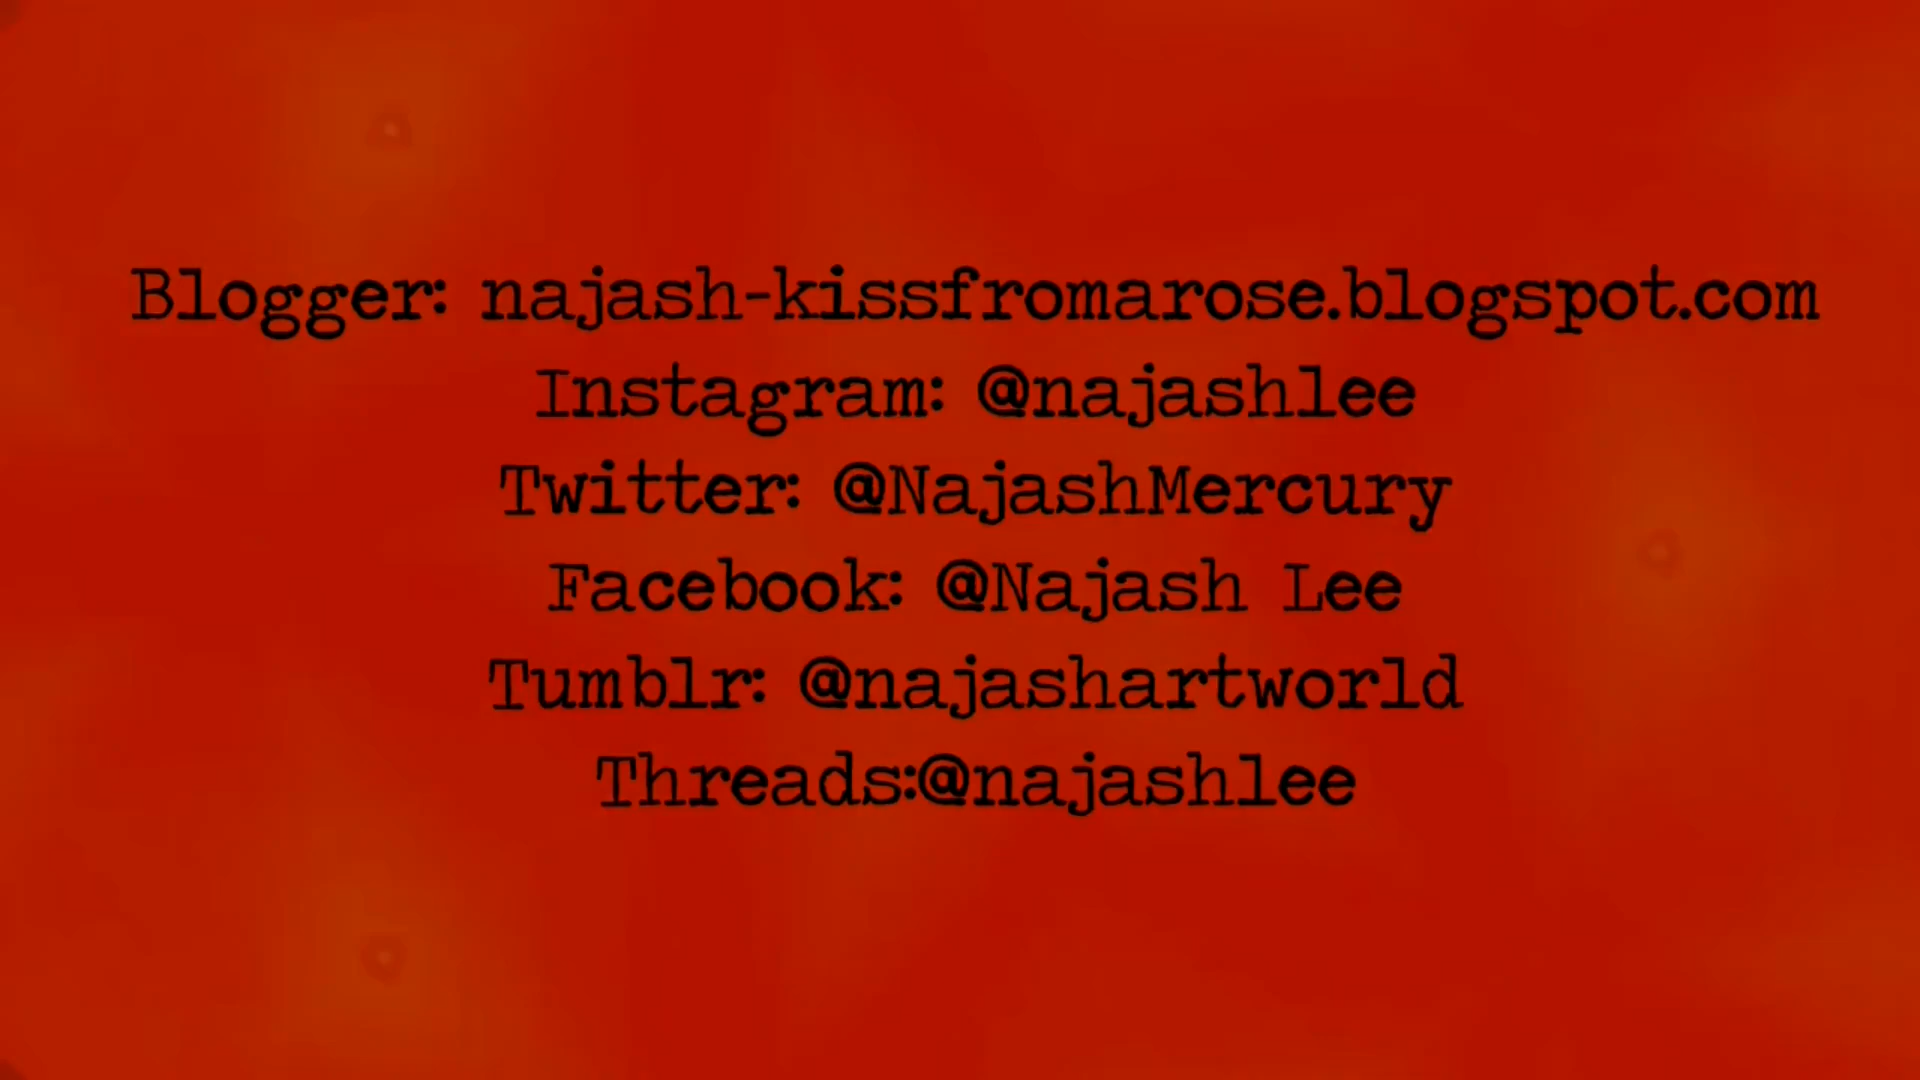 Blogger: najash-kissfromarose.blogspot.com
Instagram: @najashlee
Twitter: @NajashMercury
Facebook: @Najash Lee
Tumblr: @najashartworld
Threads:@najashlee